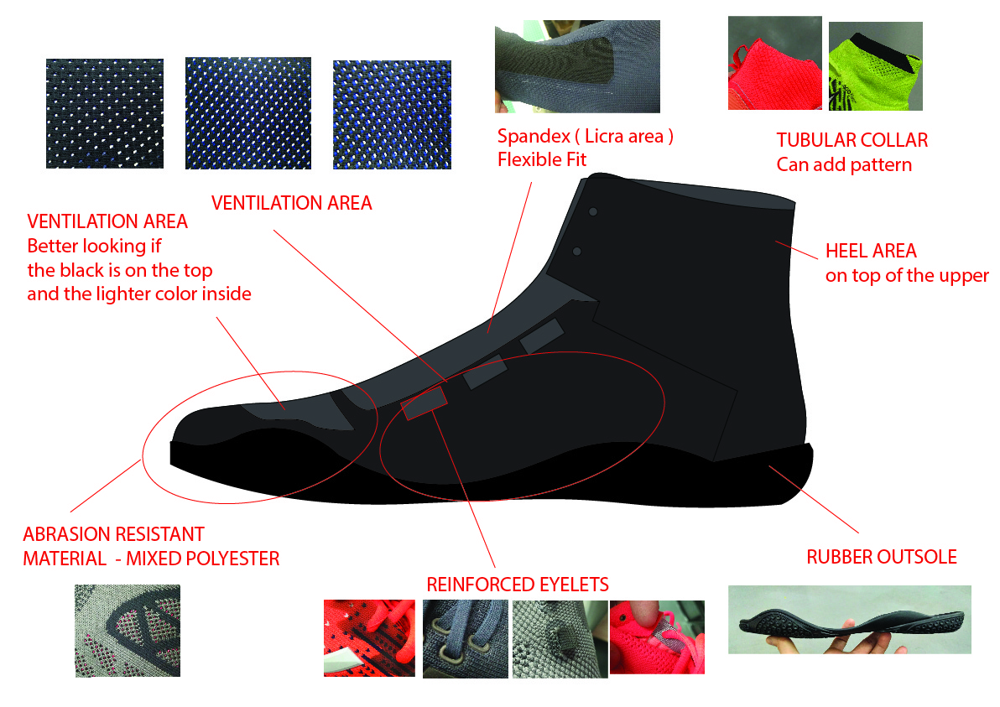 Spandex ( Licra area )
Flexible Fit
TUBULAR COLLAR
Can add pattern
VENTILATION AREA
VENTILATION AREA
Better looking if
the black is on the top
and the lighter color inside
HEEL AREA
on top of the upper
ABRASION RESISTANT
MATERIAL - MIXED POLYESTER
RUBBER OUTSOLE
REINFORCED EYELETS